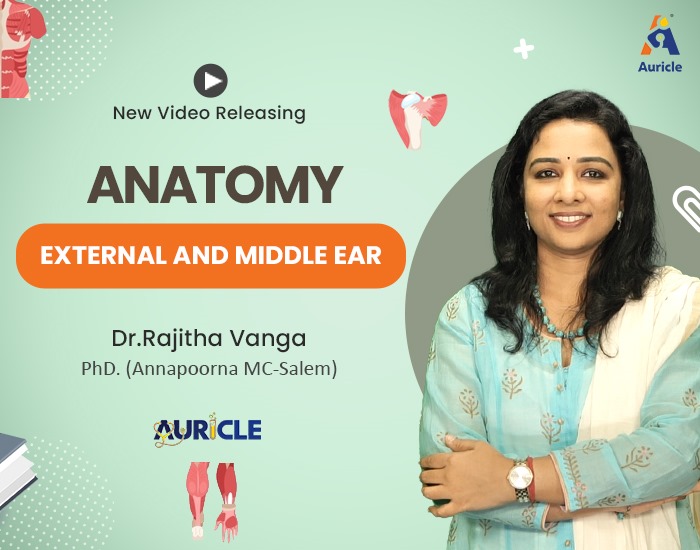 Auricle
New Video Releasing
ANATOMY
EXTERNAL AND MIDDLE EAR
Dr.Rajitha Vanga
PhD. (Annapoorna MC-Salem)
AURICLE